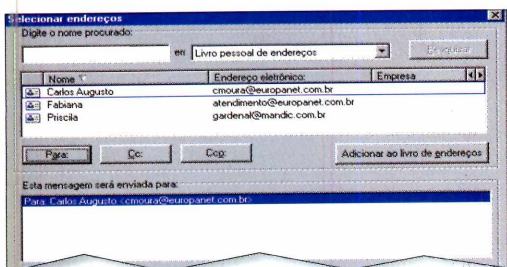 Selecionar endereços
Digite o nome procurado:
en Livro pessoal de endereços Pesquisar
Nome Endereço eletrônico: Empresa
Carlos Augusto cmoura@europanet.com.br
Fabiana atendimento@europanet.com.br
Priscila gardenal@mandic.com.br
Para: Cc: Cco: Adicionar ao livro de endereços
Esta mensagem será enviada para:
Para: Carlos Augusto <cmoura@europanet.com.br>